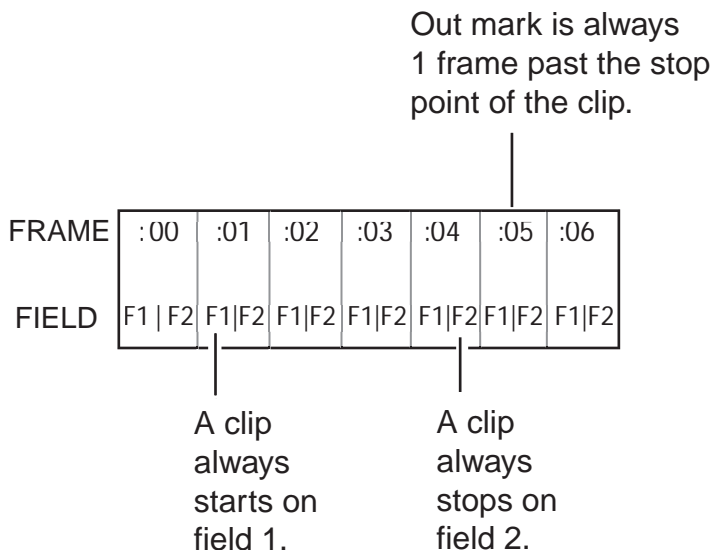 Out mark is always
1 frame past the stop
point of the clip.
FRAME :00 :01 :02 :03 :04 :05 :06
FIELD F1 | F2 F1|F2 F1|F2 F1|F2 F1|F2 F1|F2 F1|F2
A clip
always
starts on
field 1.
A clip
always
stops on
field 2.